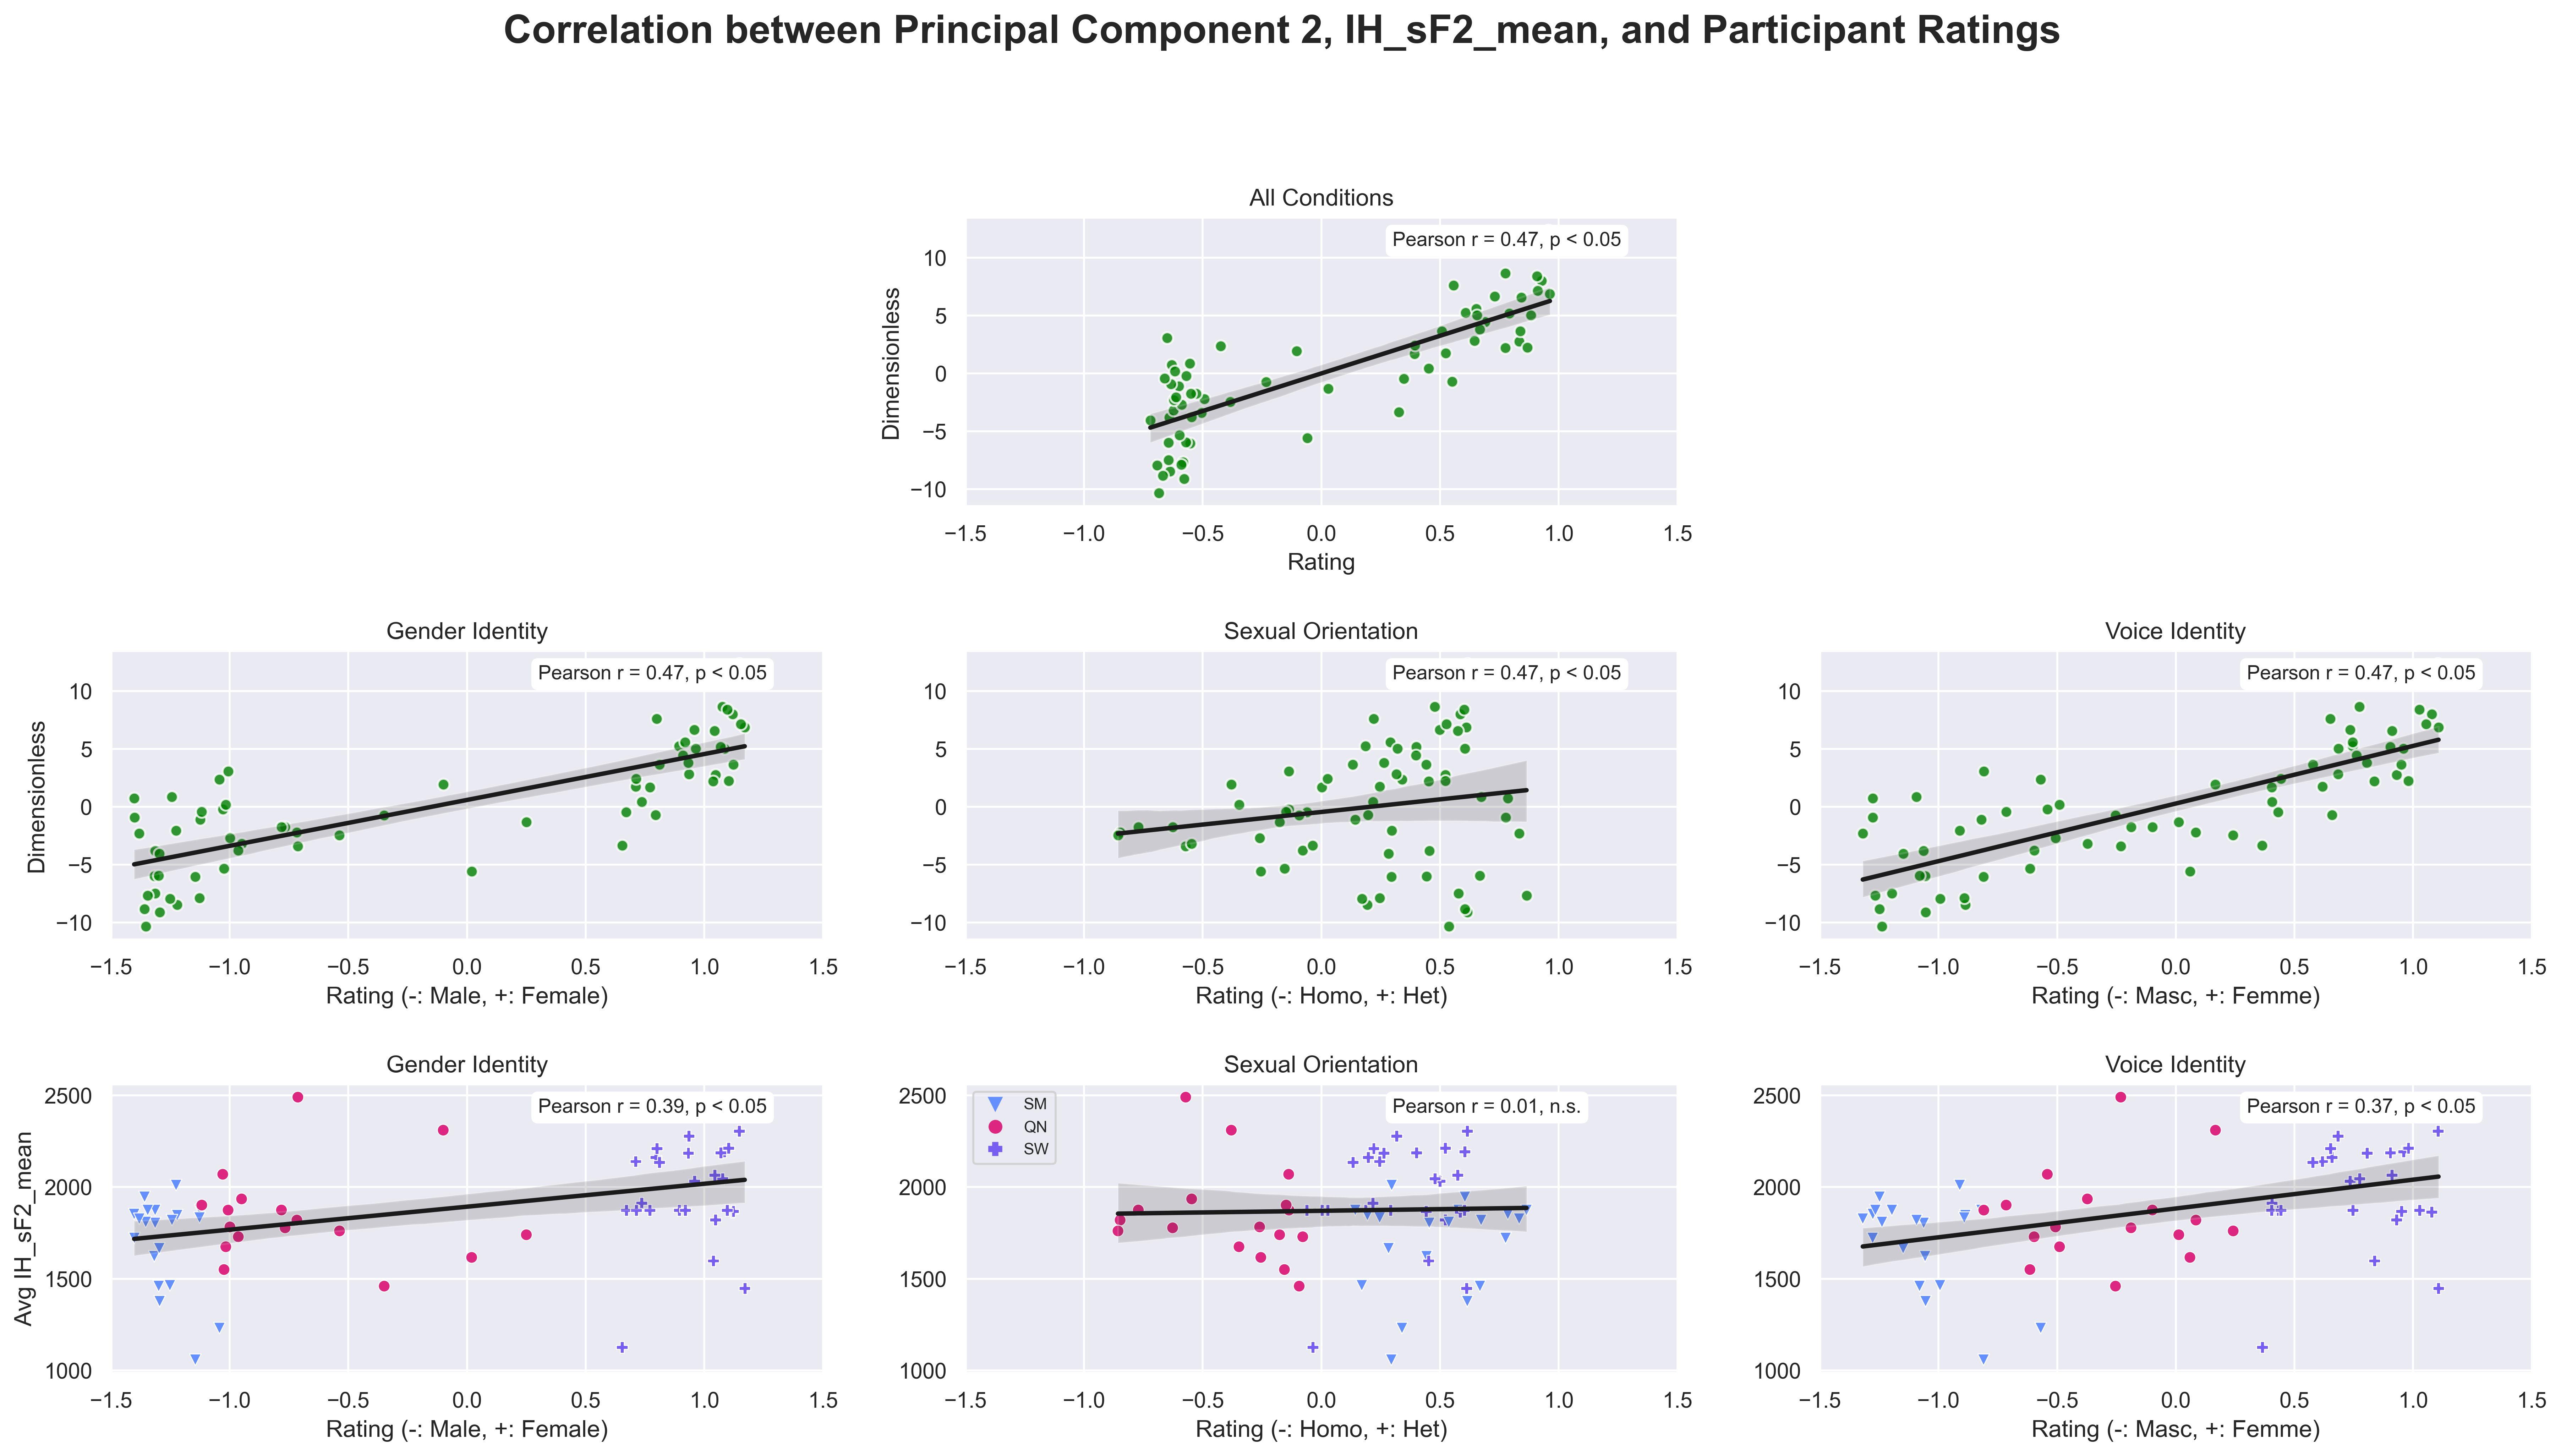 Correlation between Principal Component 2, IH_sF2_mean, and Participant Ratings
All Conditions
Pearson r = 0.47, p < 0.05
Dimensionless
10
5
0
−5
−10
−1.5 −1.0 −0.5 0.0 0.5 1.0 1.5
Rating
Gender Identity
Pearson r = 0.47, p < 0.05
Dimensionless
10
5
0
−5
−10
−1.5 −1.0 −0.5 0.0 0.5 1.0 1.5
Rating (-: Male, +: Female)
Sexual Orientation
Pearson r = 0.47, p < 0.05
10
5
0
−5
−10
−1.5 −1.0 −0.5 0.0 0.5 1.0 1.5
Rating (-: Homo, +: Het)
Voice Identity
Pearson r = 0.47, p < 0.05
10
5
0
−5
−10
−1.5 −1.0 −0.5 0.0 0.5 1.0 1.5
Rating (-: Masc, +: Femme)
Gender Identity
Pearson r = 0.39, p < 0.05
Avg IH_sF2_mean
2500
2000
1500
1000
−1.5 −1.0 −0.5 0.0 0.5 1.0 1.5
Rating (-: Male, +: Female)
Sexual Orientation
SM
QN
SW
Pearson r = 0.01, n.s.
2500
2000
1500
1000
−1.5 −1.0 −0.5 0.0 0.5 1.0 1.5
Rating (-: Homo, +: Het)
Voice Identity
Pearson r = 0.37, p < 0.05
2500
2000
1500
1000
−1.5 −1.0 −0.5 0.0 0.5 1.0 1.5
Rating (-: Masc, +: Femme)